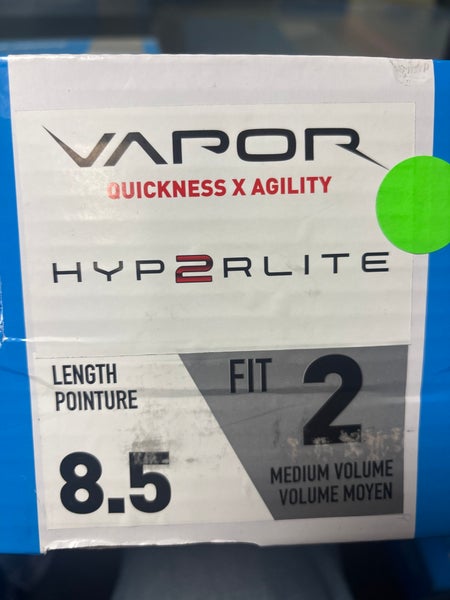 VAPOR
QUICKNESS X AGILITY
HYP2RLITE
LENGTH
POINTURE
8.5
FIT 2
MEDIUM VOLUME
VOLUME MOYEN